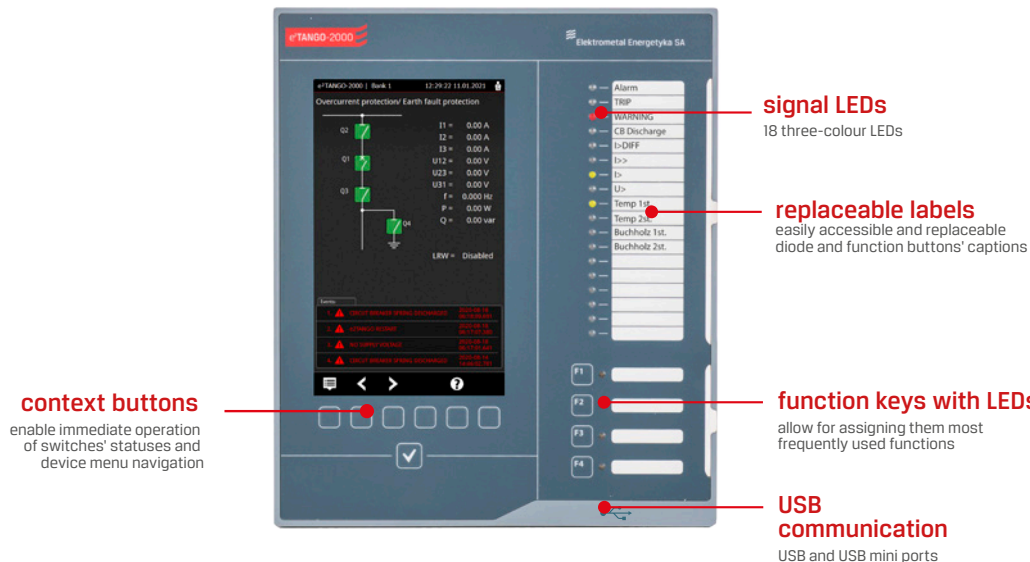 e²TANGO-2000
Elektrometal Energetyka SA
e²TANGO-2000 | Bank 1 12:29:22 11.01.2021
Overcurrent protection/ Earth fault protection
Q2
Q1
Q3
Q4
I1 = 0.00 A
I2 = 0.00 A
I3 = 0.00 A
U12 = 0.00 V
U23 = 0.00 V
U31 = 0.00 V
f = 0.000 Hz
P = 0.00 W
Q = 0.00 var
LRW = Disabled
Events
1. CIRCUIT BREAKER SPRING DISCHARGED
2.
3. NO SUPPLY VOLTAGE
4. CIRCUIT BREAKER SPRING DISCHARGED
Alarm
TRIP
WARNING
CB Discharge
I>DIFF
I>>
I>
U>
Temp 1st.
Temp 2st.
Buchholz 1st.
Buchholz 2st.
F1
F2
F3
F4
signal LEDs
18 three-colour LEDs
replaceable labels
easily accessible and replaceable
diode and function buttons' captions
function keys with LEDs
allow for assigning them most
frequently used functions
USB
communication
USB and USB mini ports
context buttons
enable immediate operation
of switches' statuses and
device menu navigation